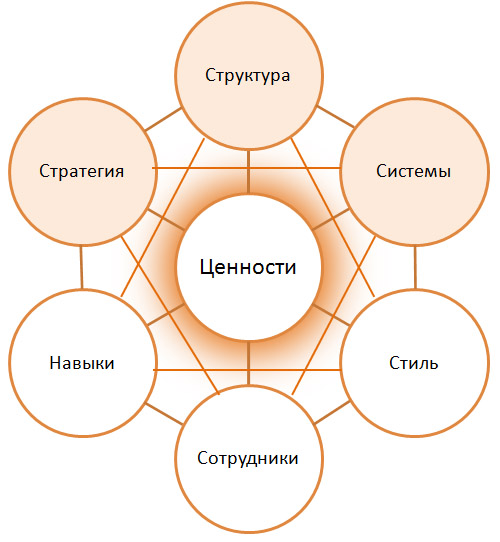 Структура
Стратегия
Системы
Ценности
Навыки
Стиль
Сотрудники